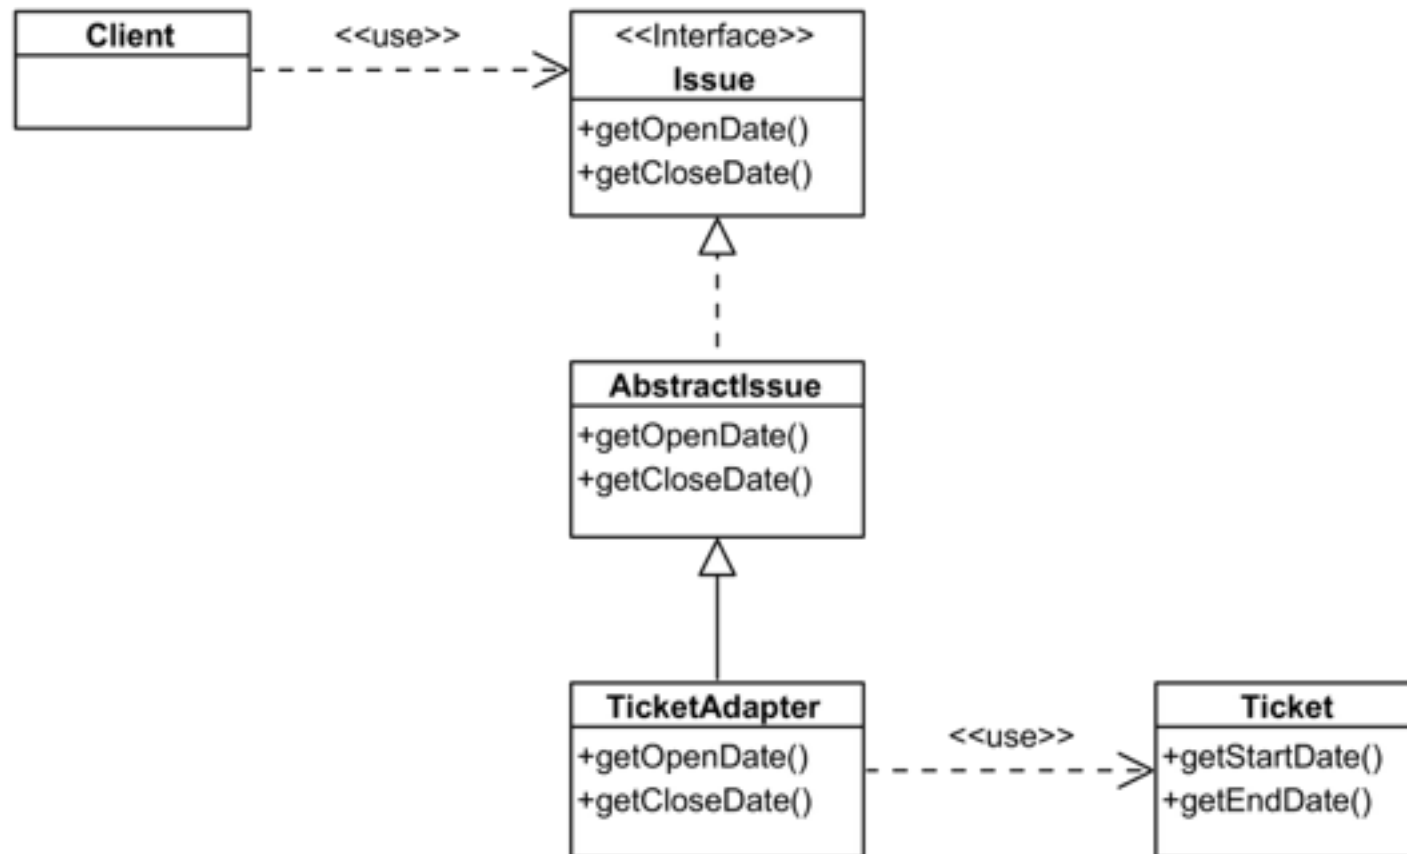 Client
<<use>>
<<Interface>>
Issue
+getOpenDate()
+getCloseDate()
AbstractIssue
+getOpenDate()
+getCloseDate()
TicketAdapter
+getOpenDate()
+getCloseDate()
<<use>>
Ticket
+getStartDate()
+getEndDate()